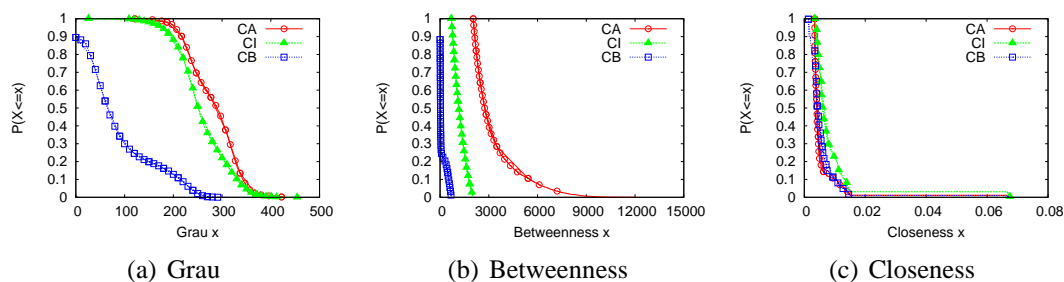 P(X<=x)
1
0.9
0.8
0.7
0.6
0.5
0.4
0.3
0.2
0.1
0
0 100 200 300 400 500
Grau x
CA
CI
CB
(a) Grau
P(X<=x)
1
0.9
0.8
0.7
0.6
0.5
0.4
0.3
0.2
0.1
0
0 3000 6000 9000 12000 15000
Betweenness x
CA
CI
CB
(b) Betweenness
P(X<=x)
1
0.9
0.8
0.7
0.6
0.5
0.4
0.3
0.2
0.1
0
0 0.02 0.04 0.06 0.08
Closeness x
CA
CI
CB
(c) Closeness